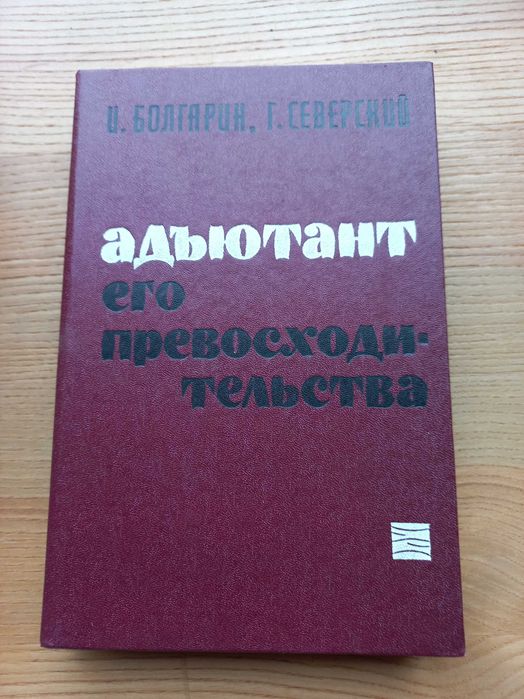 И. БОЛГАРИН, Г. СЕВЕРСКИЙ
адъютант
его
превосходи-
тельства